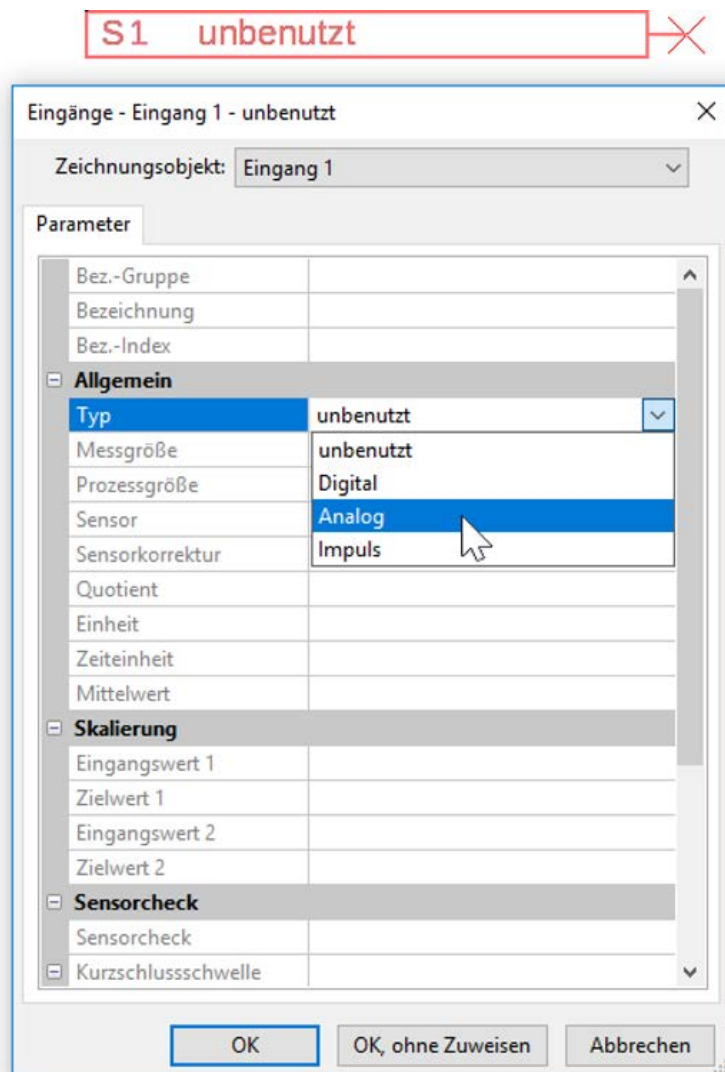 S1 unbenutzt
Eingänge - Eingang 1 - unbenutzt
Zeichnungsobjekt: Eingang 1
Parameter
Bez.-Gruppe
Bezeichnung
Bez.-Index
Allgemein
Typ unbenutzt
Messgröße unbenutzt
Prozessgröße Digital
Sensor Analog
Sensorkorrektur Impuls
Quotient
Einheit
Zeiteinheit
Mittelwert
Skalierung
Eingangswert 1
Zielwert 1
Eingangswert 2
Zielwert 2
Sensorcheck
Sensorcheck
Kurzschlussschwelle
OK OK, ohne Zuweisen Abbrechen